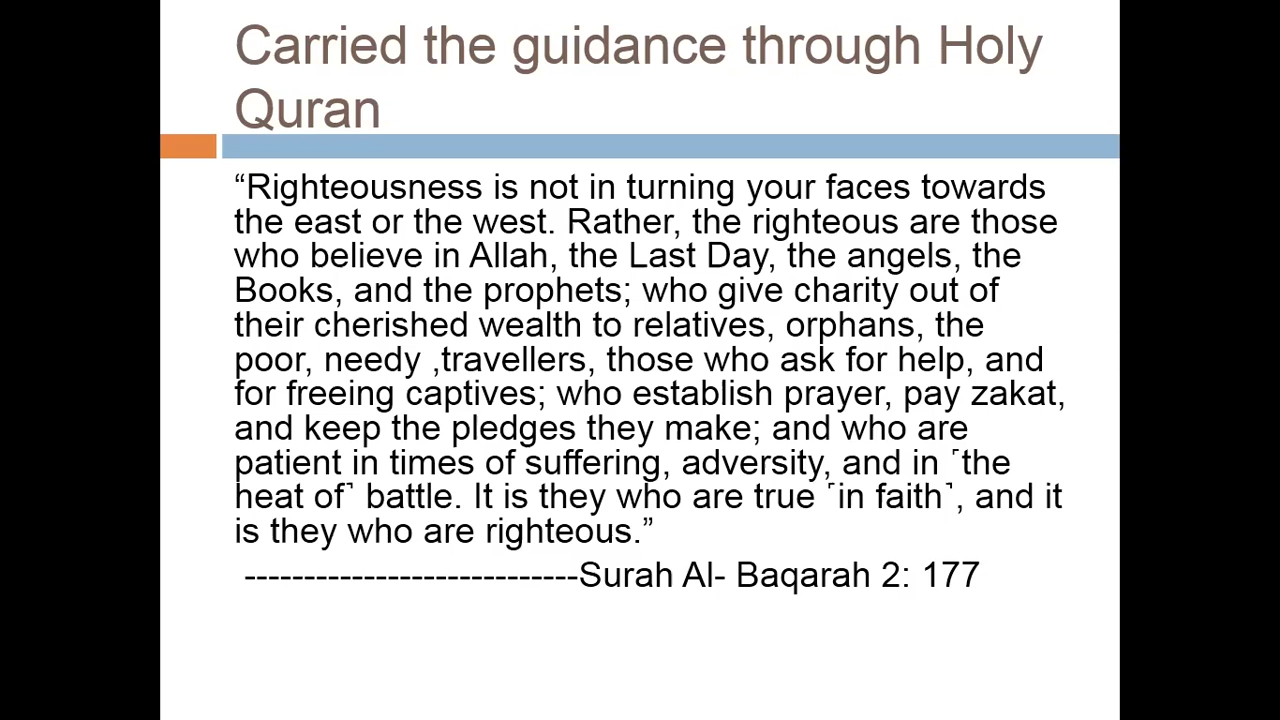 Carried the guidance through Holy
Quran
“Righteousness is not in turning your faces towards
the east or the west. Rather, the righteous are those
who believe in Allah, the Last Day, the angels, the
Books, and the prophets; who give charity out of
their cherished wealth to relatives, orphans, the
poor, needy ,travellers, those who ask for help, and
for freeing captives; who establish prayer, pay zakat,
and keep the pledges they make; and who are
patient in times of suffering, adversity, and in ˹the
heat of˺ battle. It is they who are true ˹in faith˺, and it
is they who are righteous.”
----------------------------Surah Al- Baqarah 2: 177